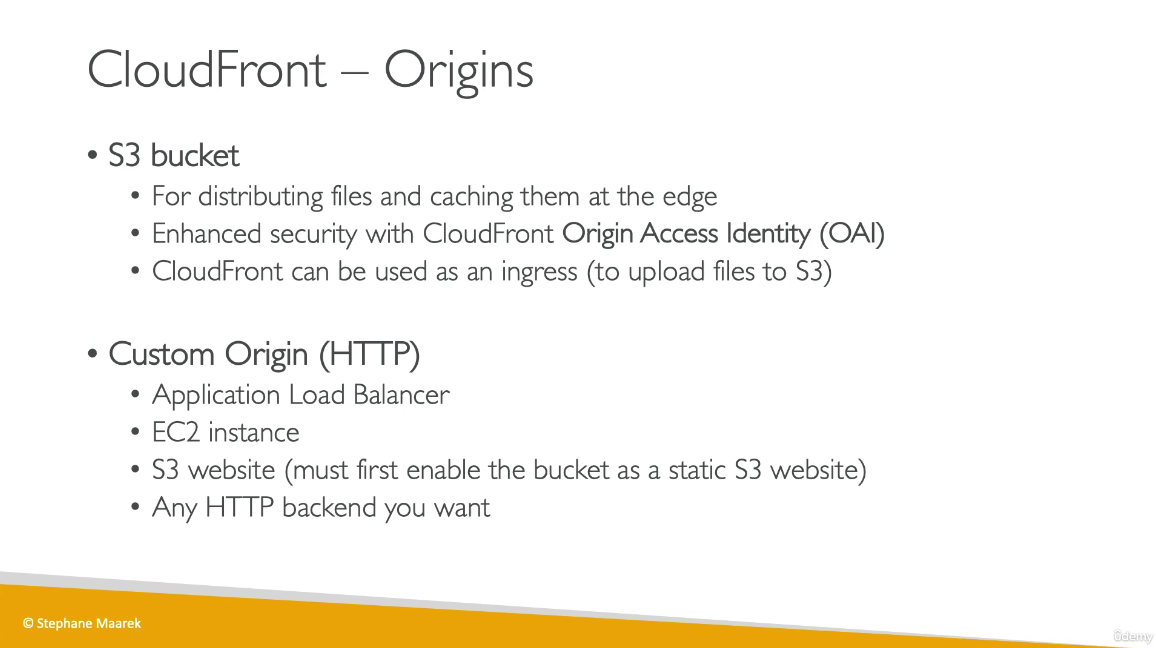 CloudFront – Origins
• S3 bucket
• For distributing files and caching them at the edge
• Enhanced security with CloudFront Origin Access Identity (OAI)
• CloudFront can be used as an ingress (to upload files to S3)
• Custom Origin (HTTP)
• Application Load Balancer
• EC2 instance
• S3 website (must first enable the bucket as a static S3 website)
• Any HTTP backend you want
© Stephane Maarek
ûdemy